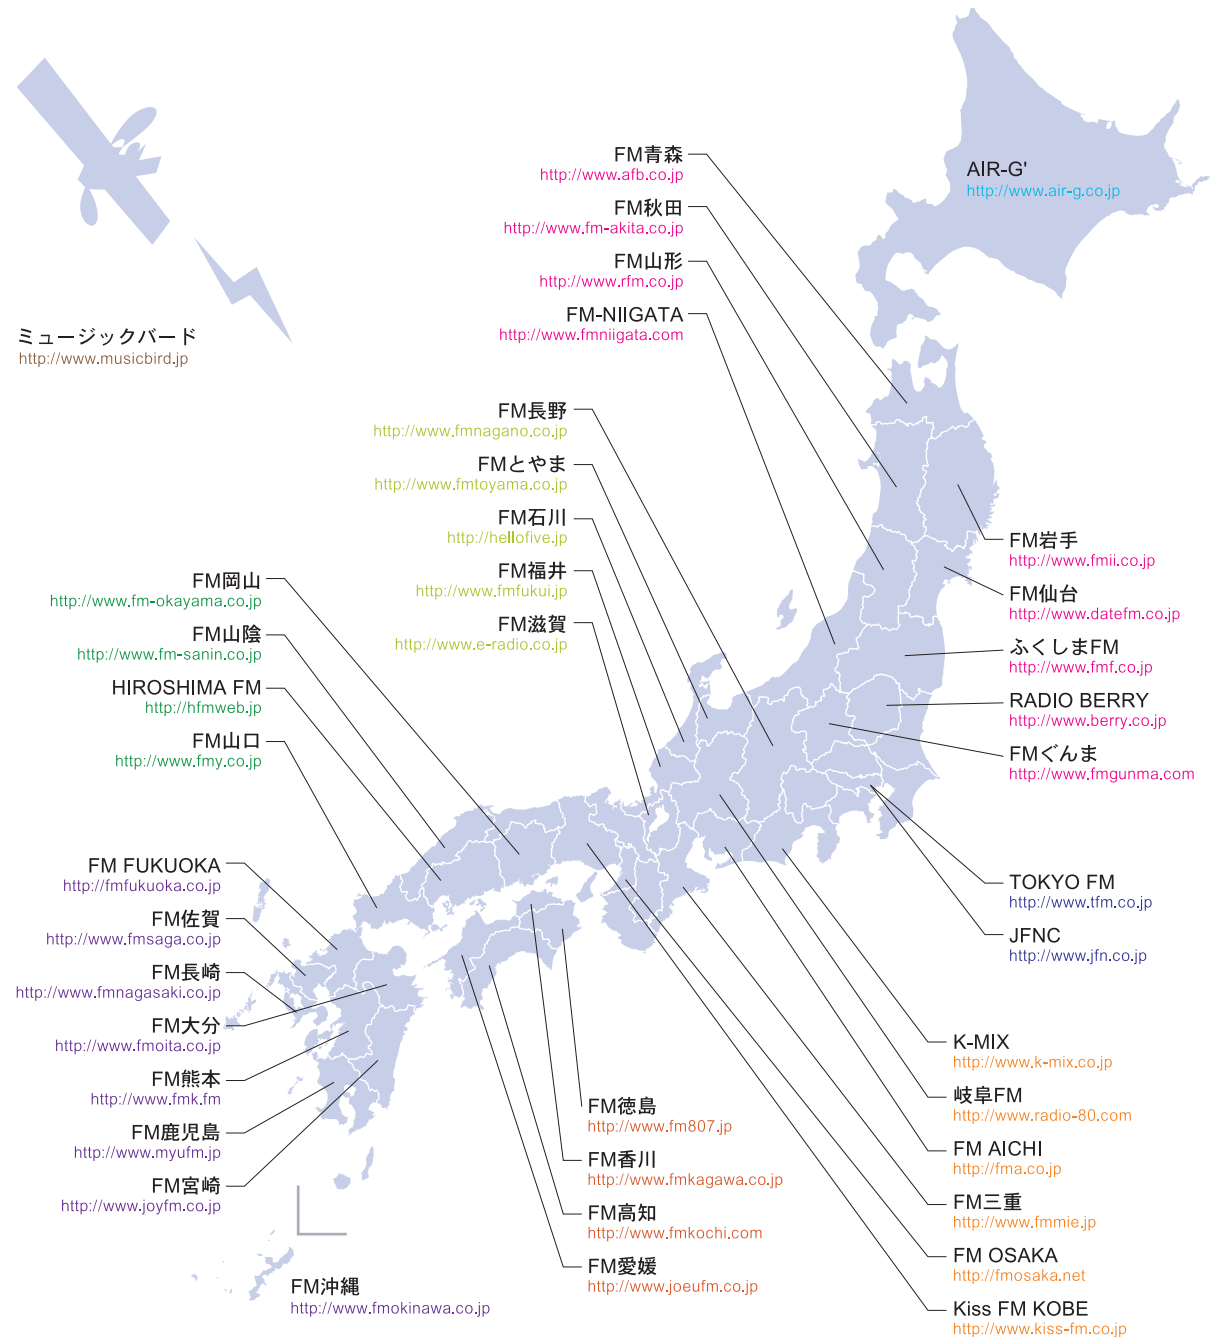 AIR-G'
http://www.air-g.co.jp
FM青森
http://www.afb.co.jp
FM秋田
http://www.fm-akita.co.jp
FM山形
http://www.rfm.co.jp
FM-NIIGATA
http://www.fmniigata.com
ミュージックバード
http://www.musicbird.jp
FM長野
http://www.fmnagano.co.jp
FMとやま
http://www.fmtoyama.co.jp
FM石川
http://hellofive.jp
FM福井
http://www.fmfukui.jp
FM滋賀
http://www.e-radio.co.jp
FM岩手
http://www.fmii.co.jp
FM仙台
http://www.datefm.co.jp
ふくしまFM
http://www.fmf.co.jp
RADIO BERRY
http://www.berry.co.jp
FMぐんま
http://www.fmgunma.com
FM岡山
http://www.fm-okayama.co.jp
FM山陰
http://www.fm-sanin.co.jp
HIROSHIMA FM
http://hfmweb.jp
FM山口
http://www.fmy.co.jp
TOKYO FM
http://www.tfm.co.jp
JFNC
http://www.jfn.co.jp
FM FUKUOKA
http://fmfukuoka.co.jp
FM佐賀
http://www.fmsaga.co.jp
FM長崎
http://www.fmnagasaki.co.jp
FM大分
http://www.fmoita.co.jp
FM熊本
http://www.fmk.fm
FM鹿児島
http://www.myufm.jp
FM宮崎
http://www.joyfm.co.jp
FM沖縄
http://www.fmokinawa.co.jp
FM徳島
http://www.fm807.jp
FM香川
http://www.fmkagawa.co.jp
FM高知
http://www.fmkochi.com
FM愛媛
http://www.joeufm.co.jp
K-MIX
http://www.k-mix.co.jp
岐阜FM
http://www.radio-80.com
FM AICHI
http://fma.co.jp
FM三重
http://www.fmmie.jp
FM OSAKA
http://fmosaka.net
Kiss FM KOBE
http://www.kiss-fm.co.jp